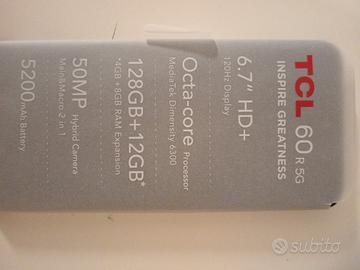 TCL 60 R 5G
INSPIRE GREATNESS
6.7" HD+
120Hz Display
Octa-core Processor
MediaTek Dimensity 6300
128GB+12GB*
*4GB+8GB RAM Expansion
50MP Hybrid Camera
Main&Macro 2 in 1
5200mAh Battery
subito